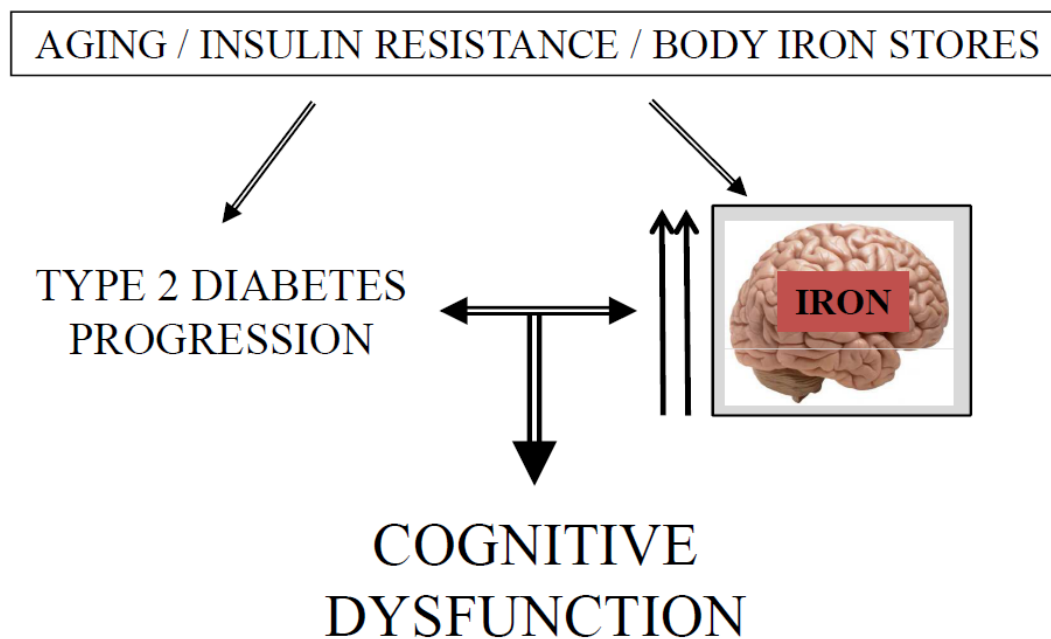 AGING / INSULIN RESISTANCE / BODY IRON STORES
TYPE 2 DIABETES
PROGRESSION
IRON
COGNITIVE
DYSFUNCTION